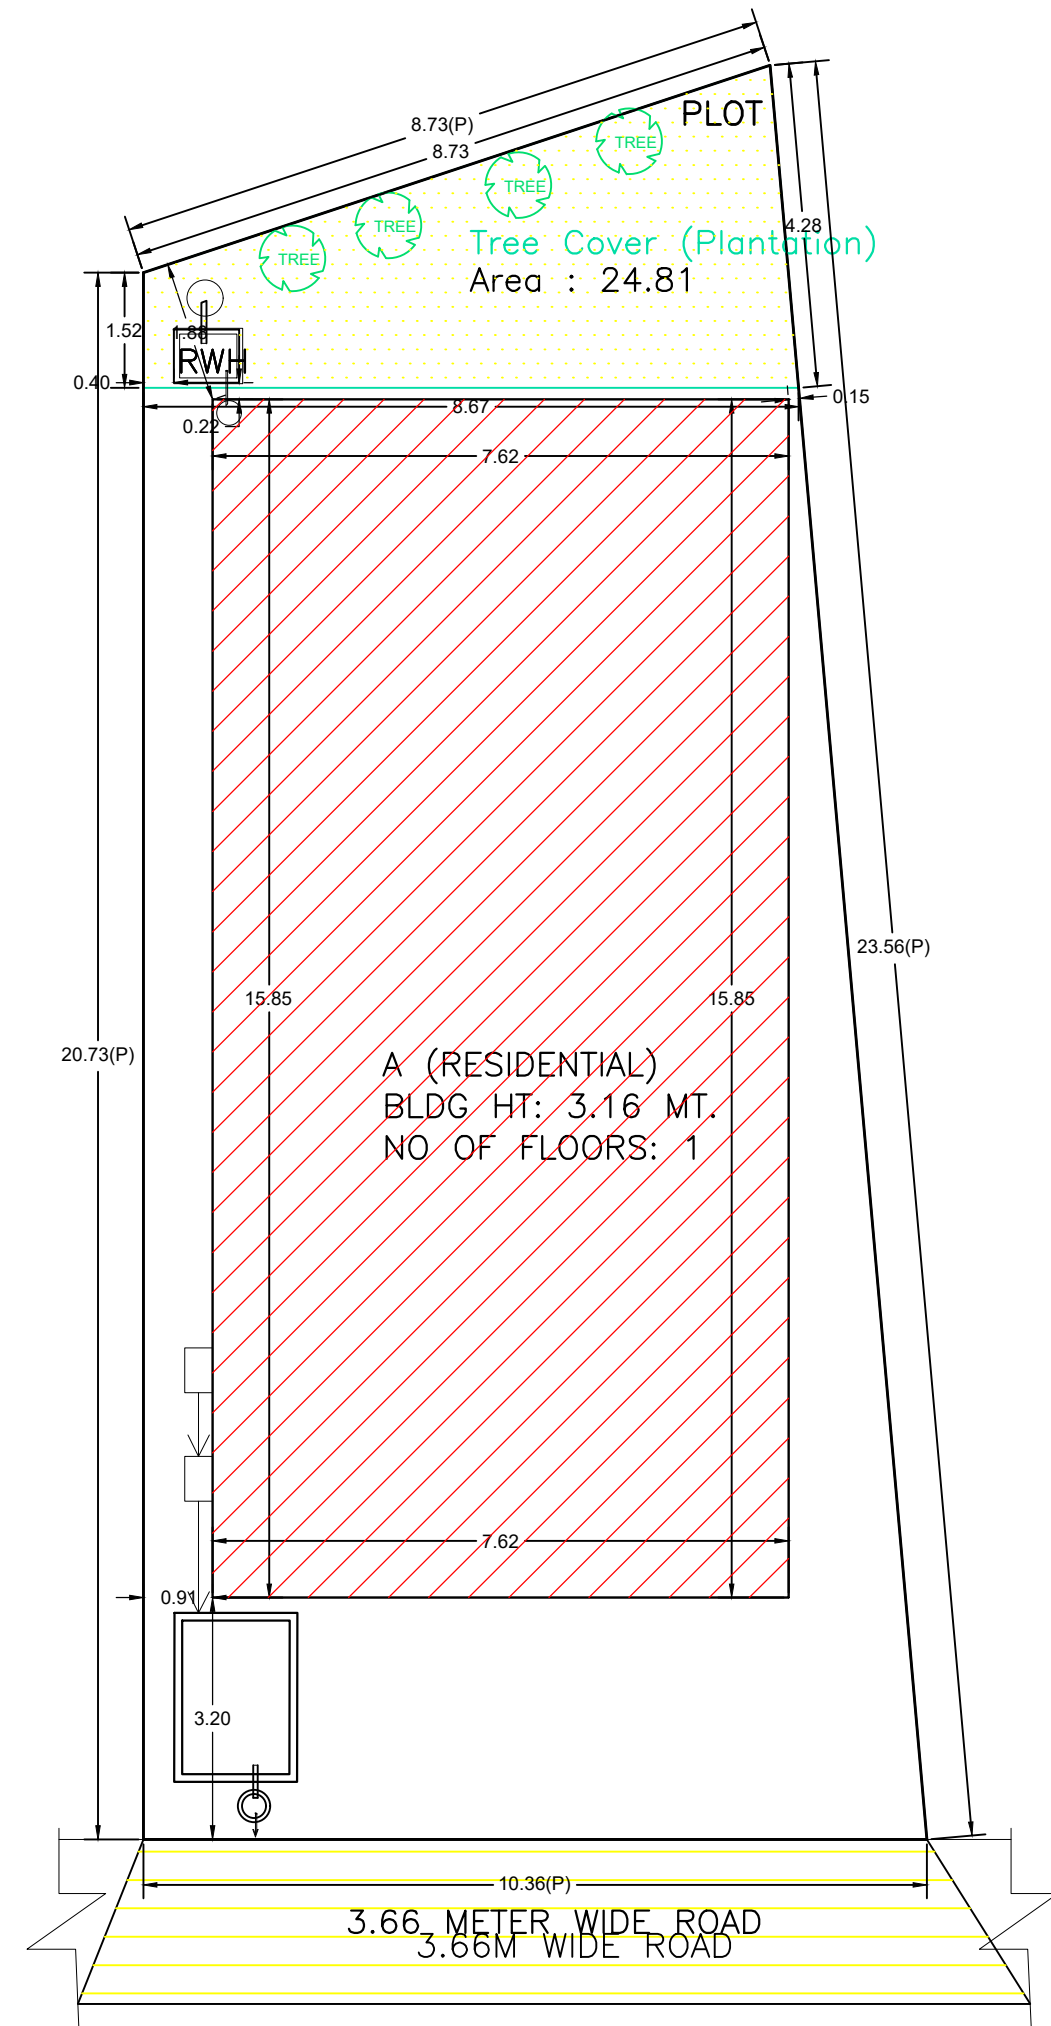 8.73(P)
8.73
PLOT
TREE
TREE
TREE
TREE
4.28
Tree Cover (Plantation)
Area : 24.81
1.52
1.88
RWH
0.40
0.15
8.67
0.22
7.62
23.56(P)
15.85
15.85
20.73(P)
A (RESIDENTIAL)
BLDG HT: 3.16 MT.
NO OF FLOORS: 1
7.62
0.91
3.20
10.36(P)
3.66 METER WIDE ROAD
3.66M WIDE ROAD